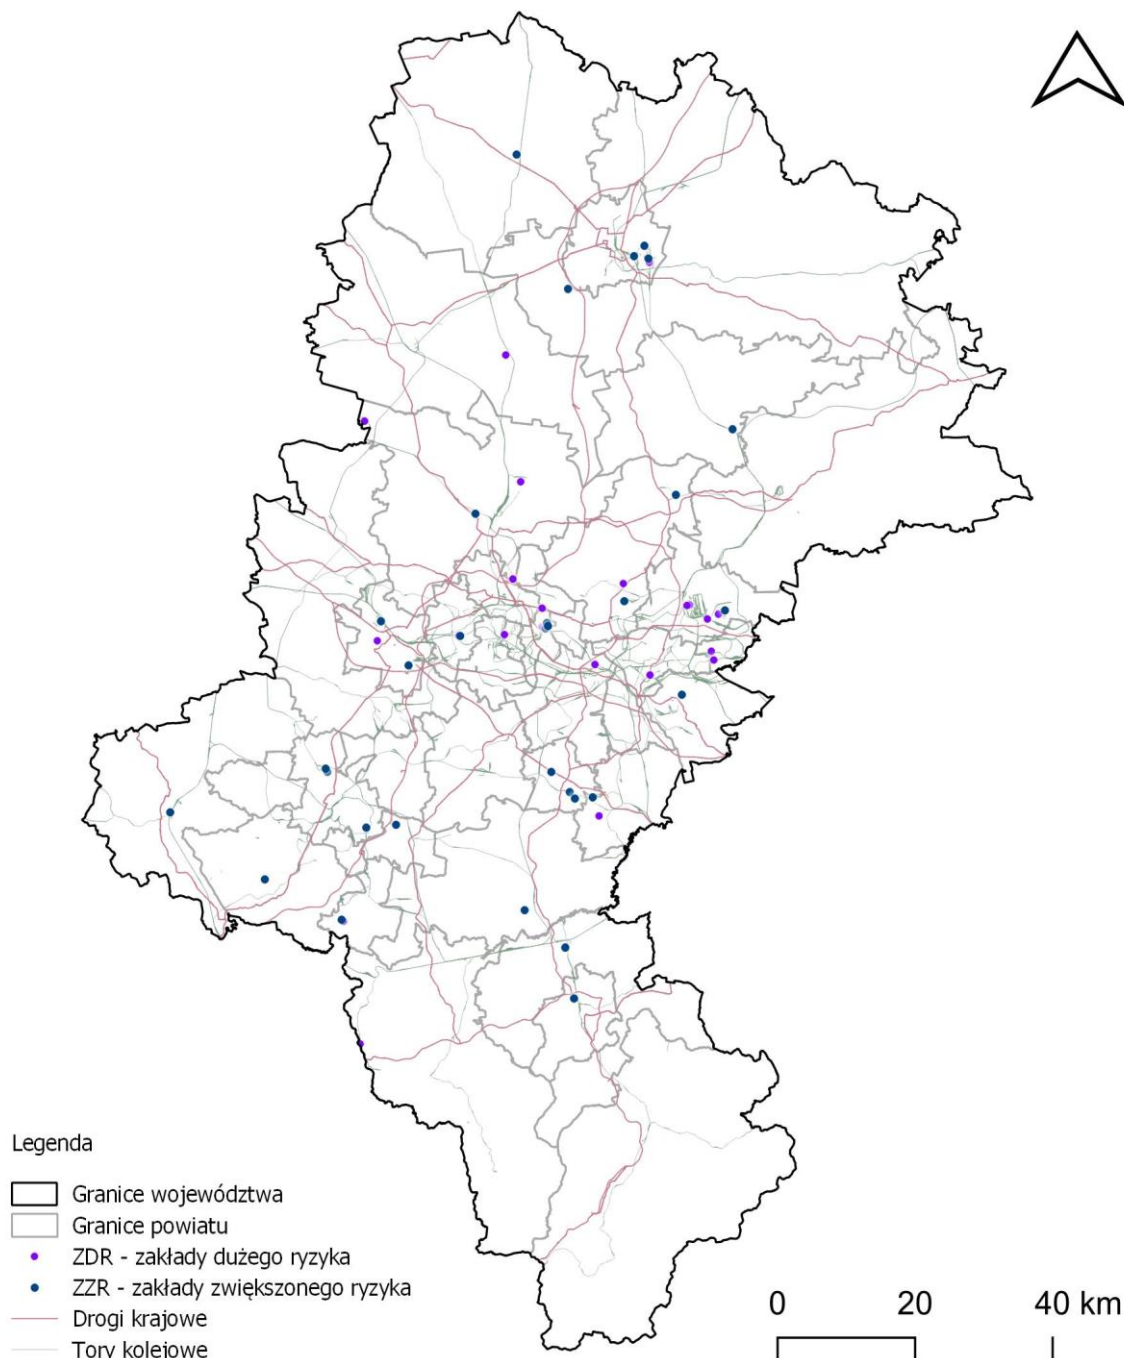 Legenda
Granice województwa
Granice powiatu
ZDR - zakłady dużego ryzyka
ZZR - zakłady zwiększonego ryzyka
Drogi krajowe
Tory kolejowe
0 20 40 km